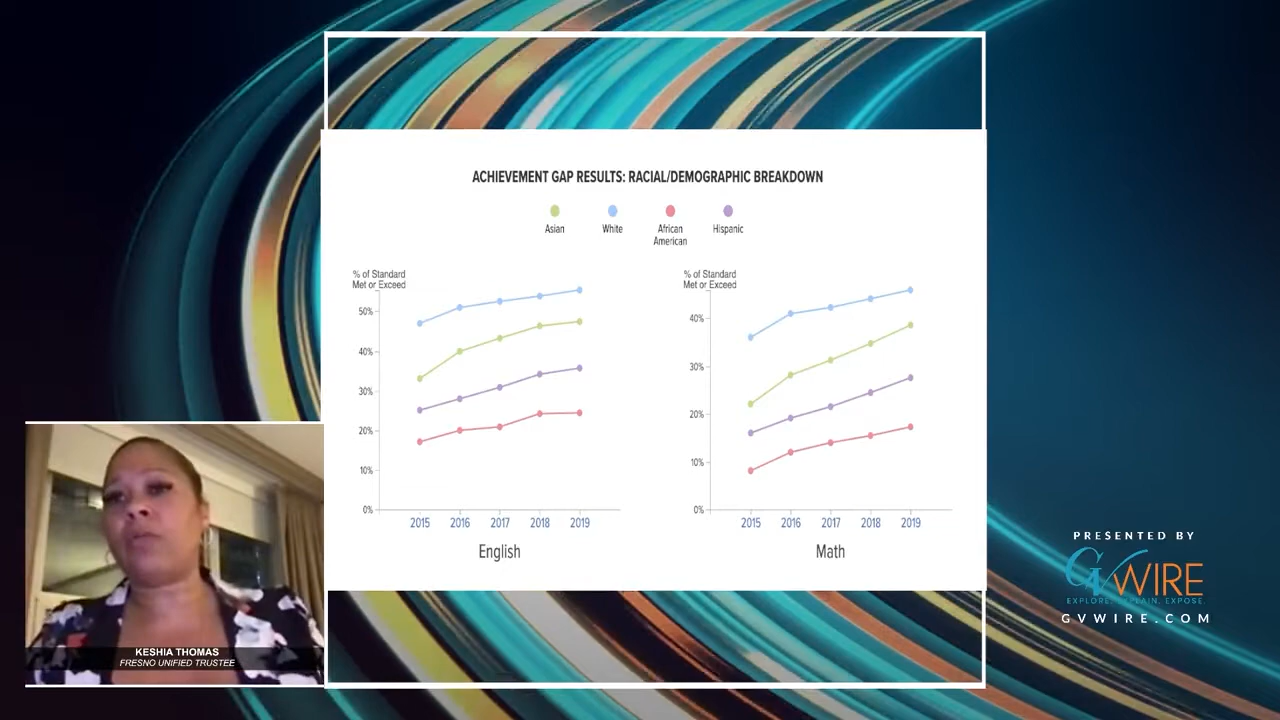 ACHIEVEMENT GAP RESULTS: RACIAL/DEMOGRAPHIC BREAKDOWN
Asian
White
African
American
Hispanic
% of Standard
Met or Exceed
50%
40%
30%
20%
10%
0%
2015 2016 2017 2018 2019
English
% of Standard
Met or Exceed
40%
30%
20%
10%
0%
2015 2016 2017 2018 2019
Math
KESHIA THOMAS
FRESNO UNIFIED TRUSTEE
PRESENTED BY
GVWIRE
EXPLORE. EXPLAIN. EXPOSE.
GVWIRE.COM